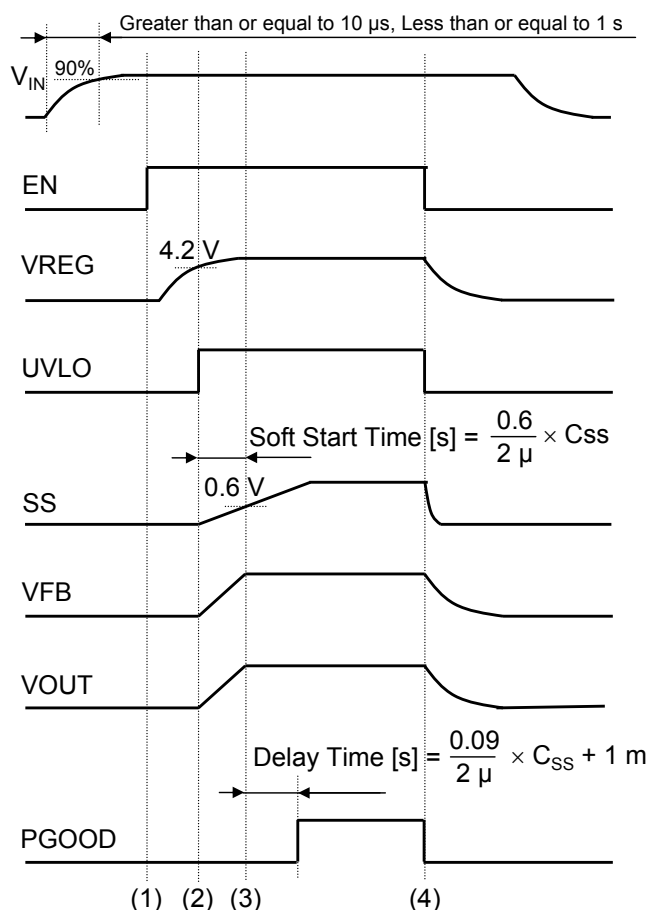 Greater than or equal to 10 µs, Less than or equal to 1 s
90%
VIN
EN
4.2 V
VREG
UVLO
Soft Start Time [s] = 0.6 / 2 µ × Css
0.6 V
SS
VFB
VOUT
Delay Time [s] = 0.09 / 2 µ × CSS + 1 m
PGOOD
(1) (2) (3) (4)